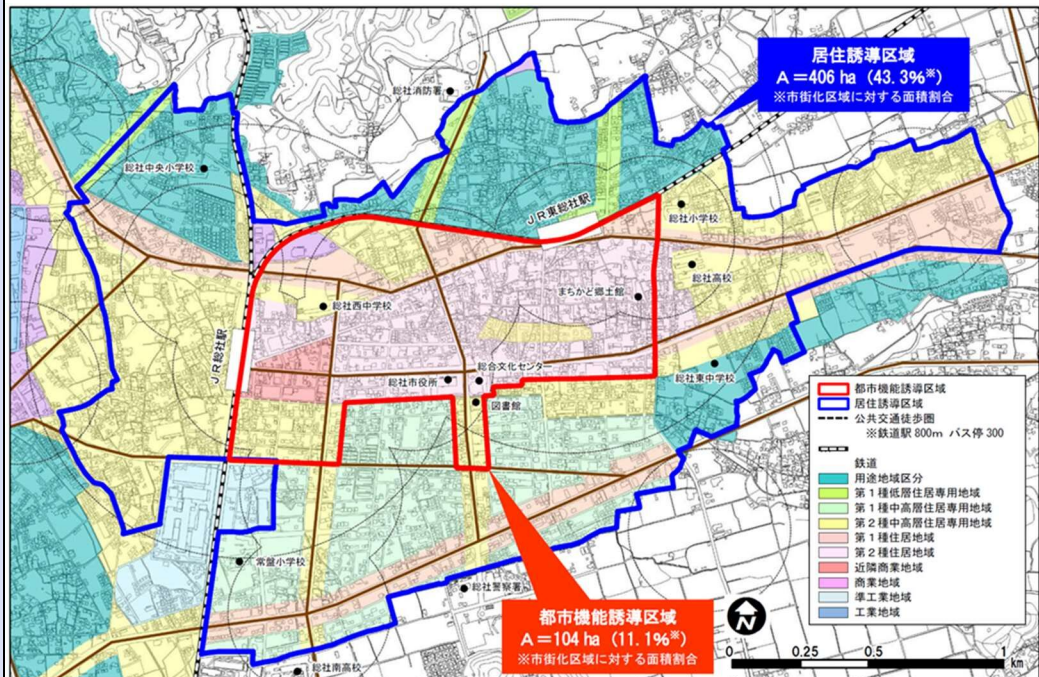 居住誘導区域
A=406 ha (43.3%※)
※市街化区域に対する面積割合
総社消防署
総社中央小学校
JR東総社駅
総社小学校
総社高校
まちかど郷土館
総社西中学校
JR総社駅
総合文化センター
総社市役所
図書館
総社東中学校
都市機能誘導区域
居住誘導区域
公共交通徒歩圏
※鉄道駅 800m バス停 300
鉄道
用途地域区分
第1種低層住居専用地域
第1種中高層住居専用地域
第2種中高層住居専用地域
第1種住居地域
第2種住居地域
近隣商業地域
商業地域
準工業地域
工業地域
常盤小学校
総社警察署
都市機能誘導区域
A=104 ha (11.1%※)
※市街化区域に対する面積割合
総社南高校
N
0 0.25 0.5 1
km